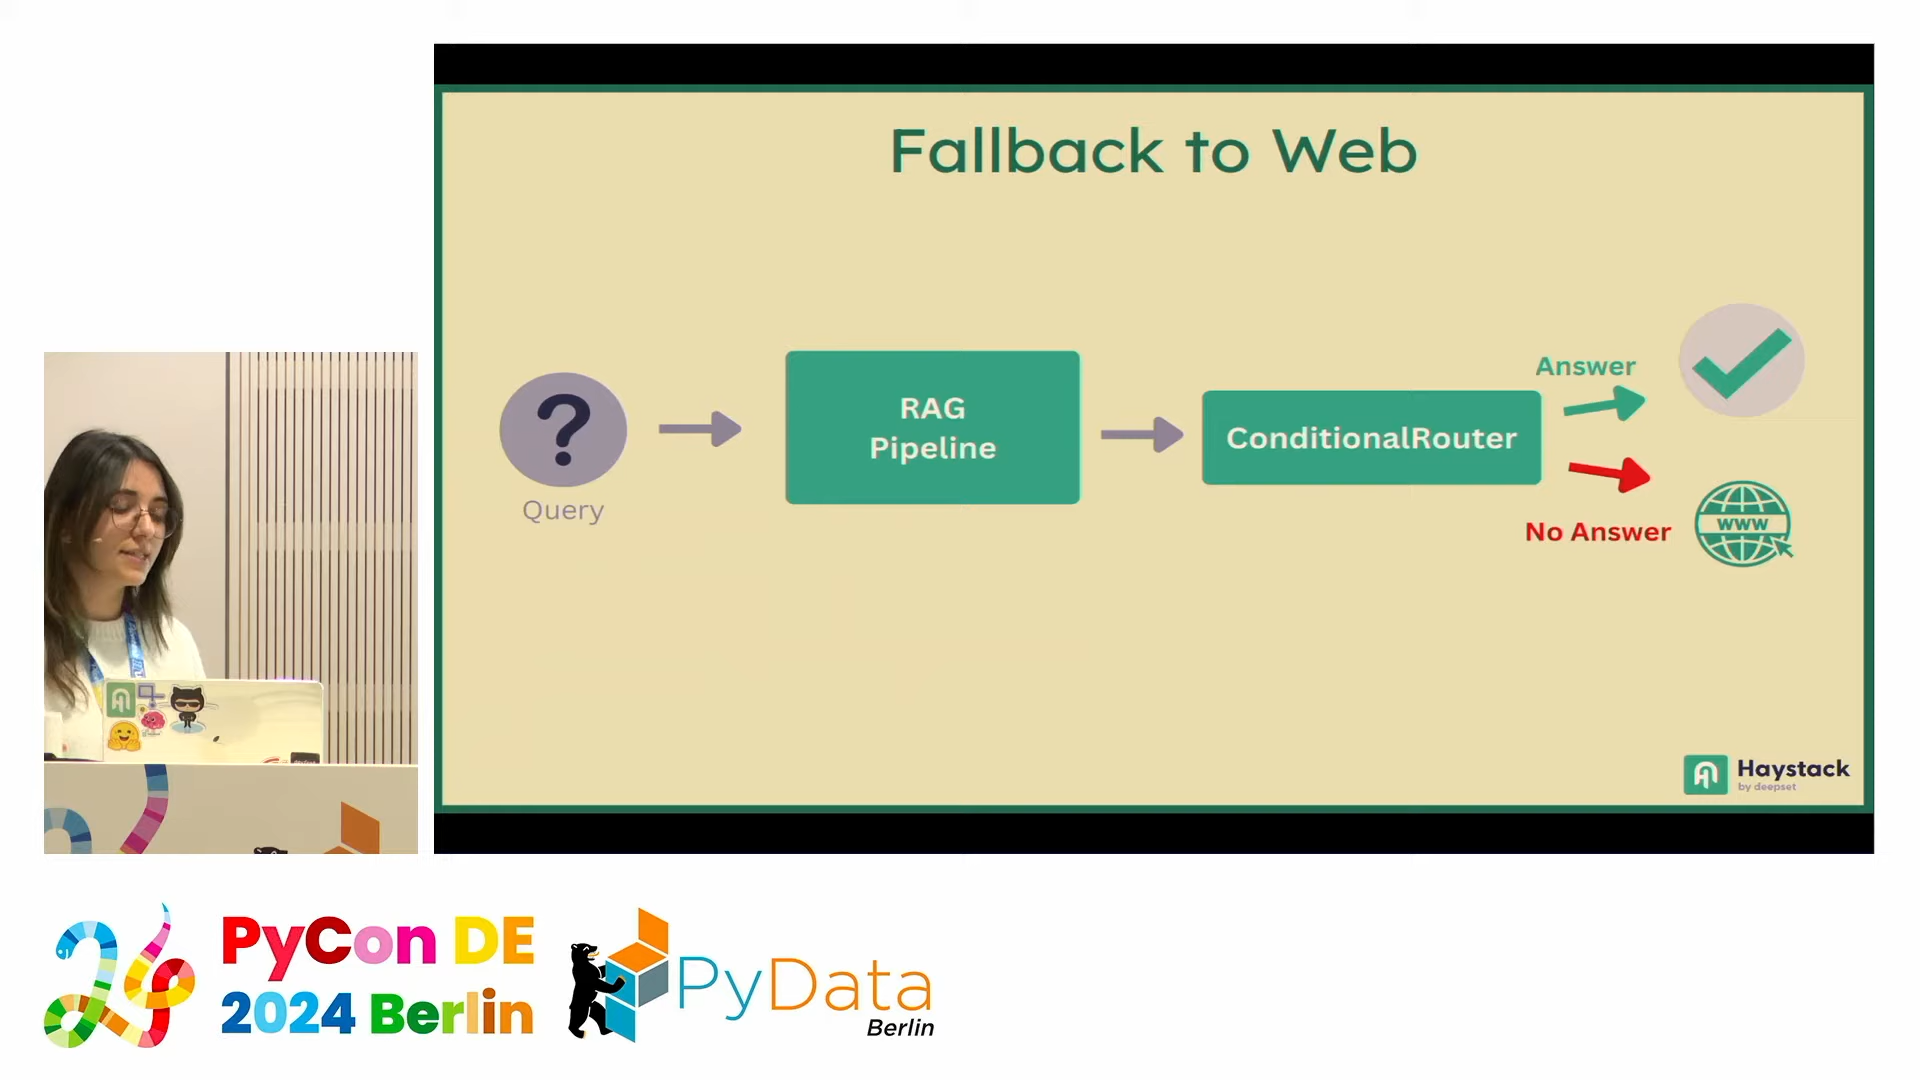 Fallback to Web
Query
RAG
Pipeline
ConditionalRouter
Answer
No Answer
www
Haystack
by deepset
PyCon DE
2024 Berlin
PyData
Berlin